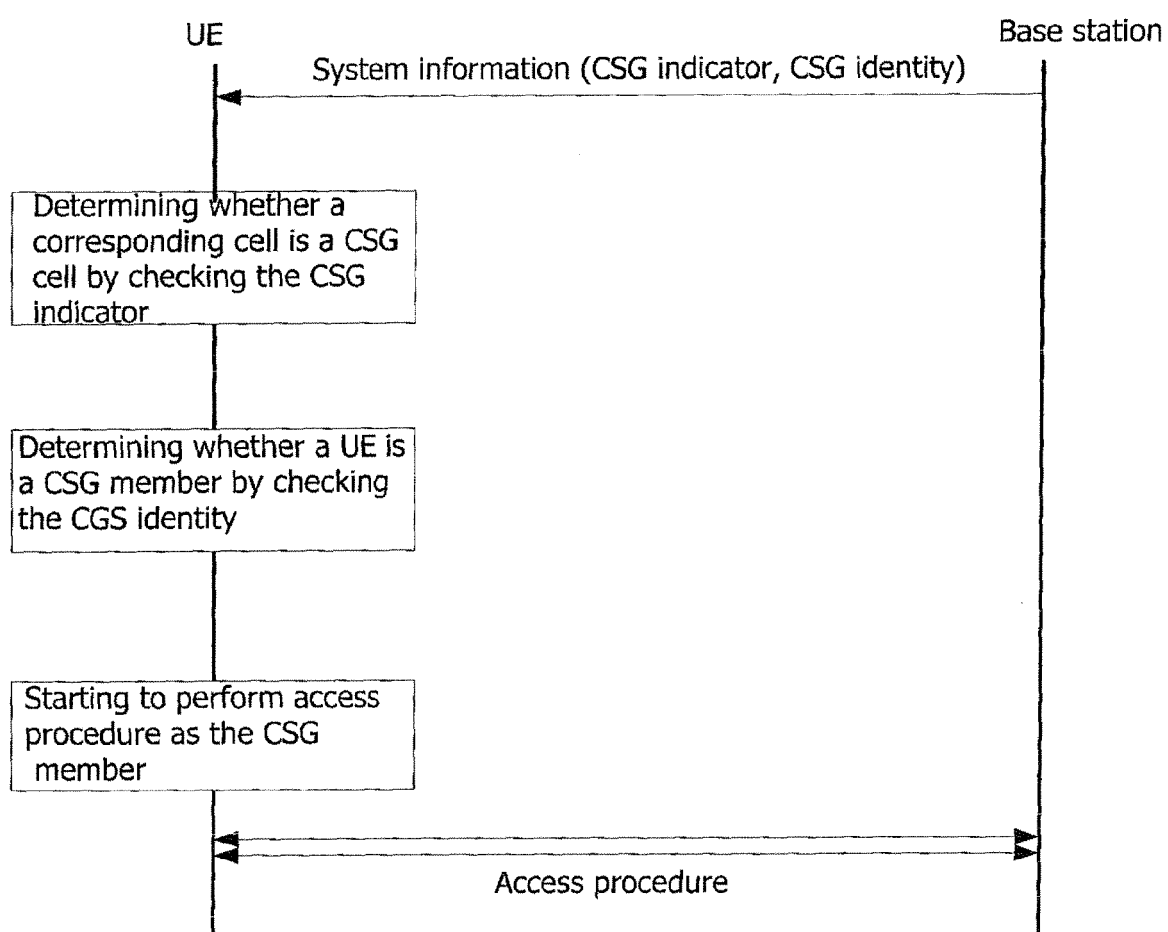 UE
Base station
System information (CSG indicator, CSG identity)
Determining whether a
corresponding cell is a CSG
cell by checking the CSG
indicator
Determining whether a UE is
a CSG member by checking
the CGS identity
Starting to perform access
procedure as the CSG
member
Access procedure